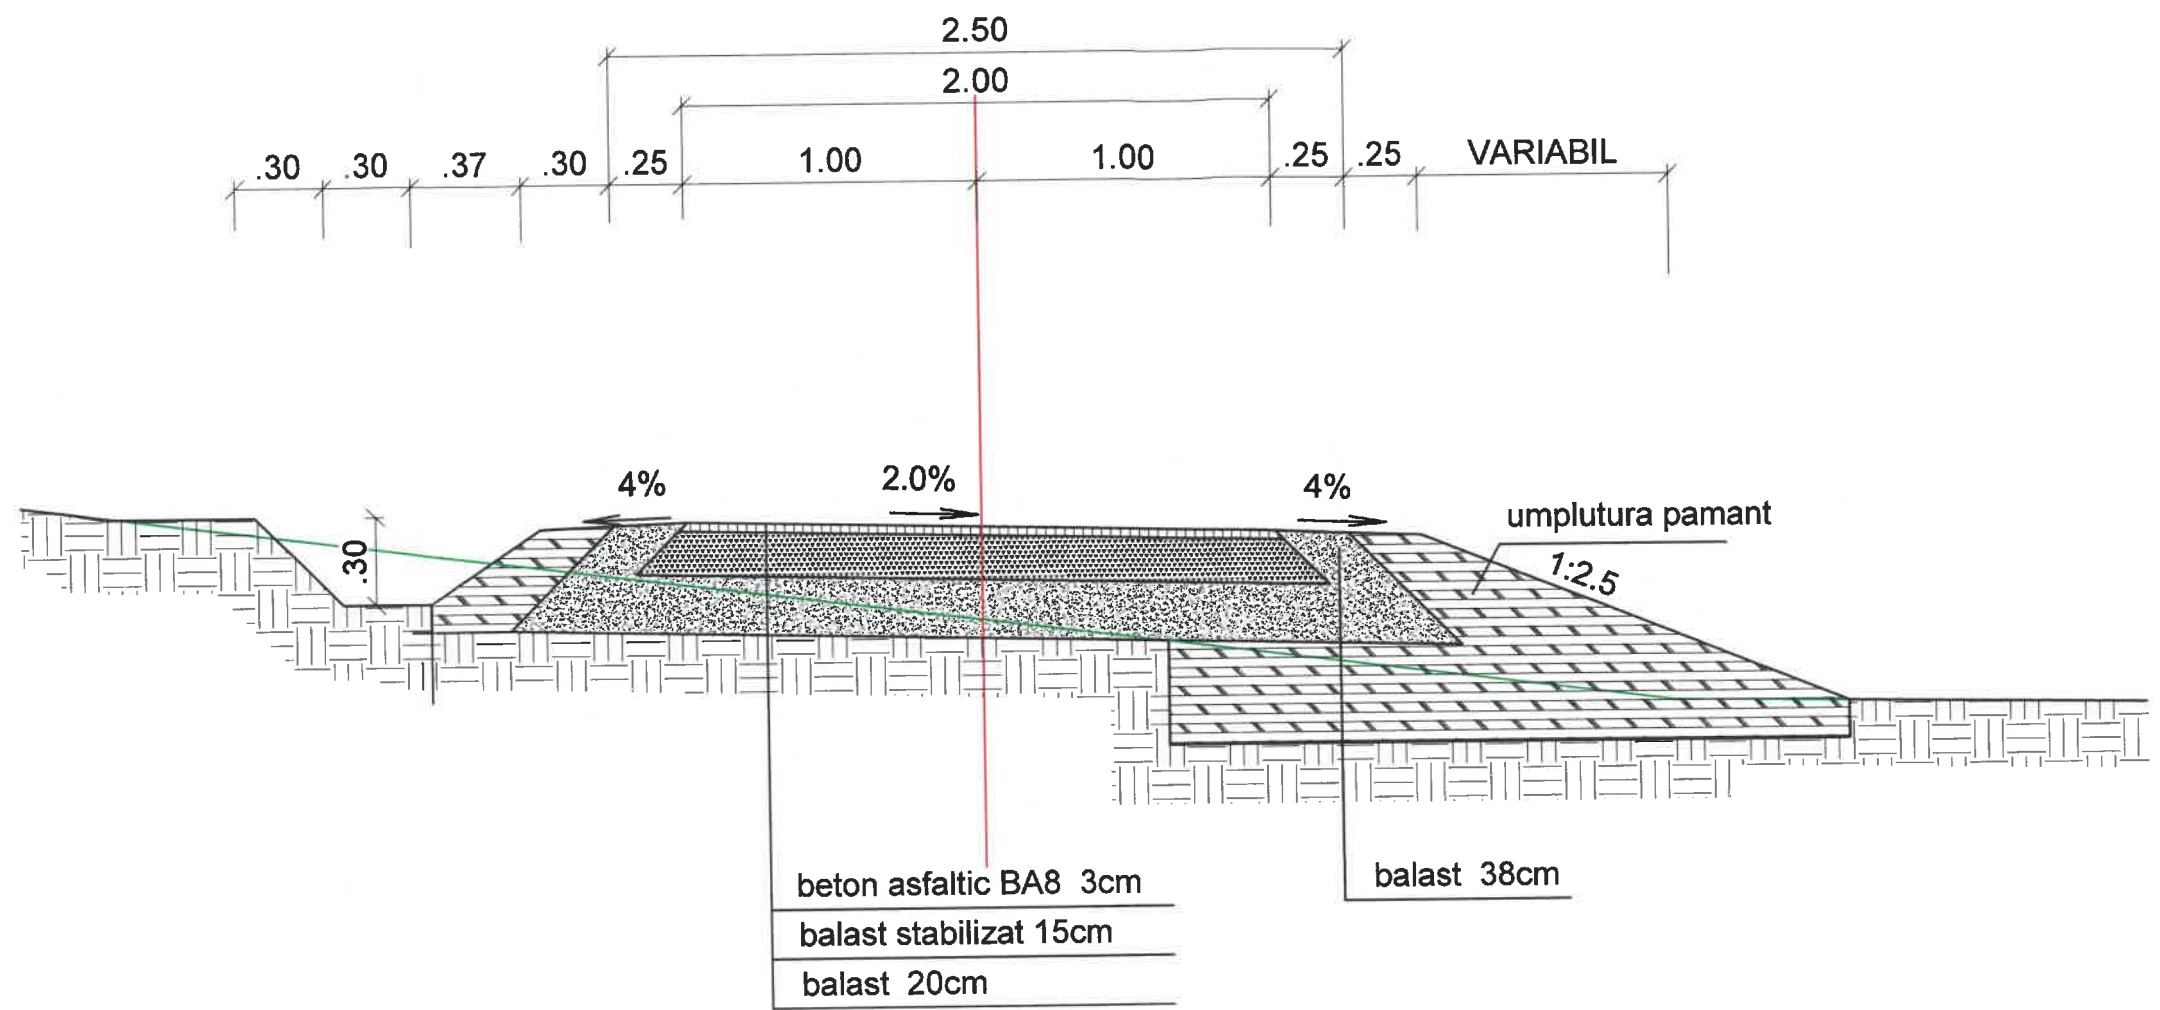 2.50
2.00
.30 .30 .37 .30 .25 1.00 1.00 .25 .25 VARIABIL
4% 2.0% 4%
umplutura pamant
1:2.5
.30
beton asfaltic BA8 3cm
balast 38cm
balast stabilizat 15cm
balast 20cm